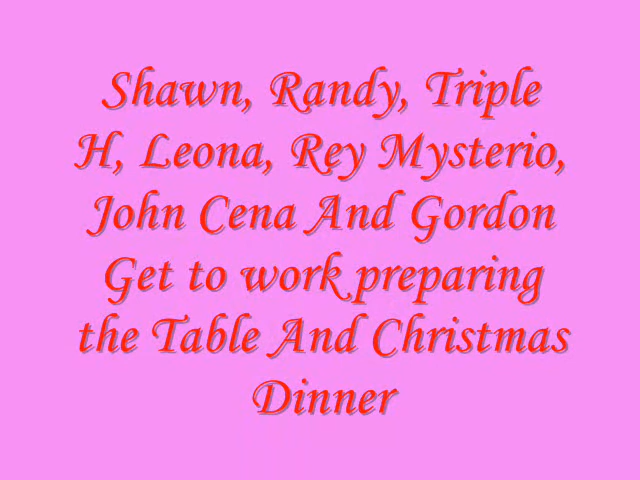 Shawn, Randy, Triple
H, Leona, Rey Mysterio,
John Cena And Gordon
Get to work preparing
the Table And Christmas
Dinner